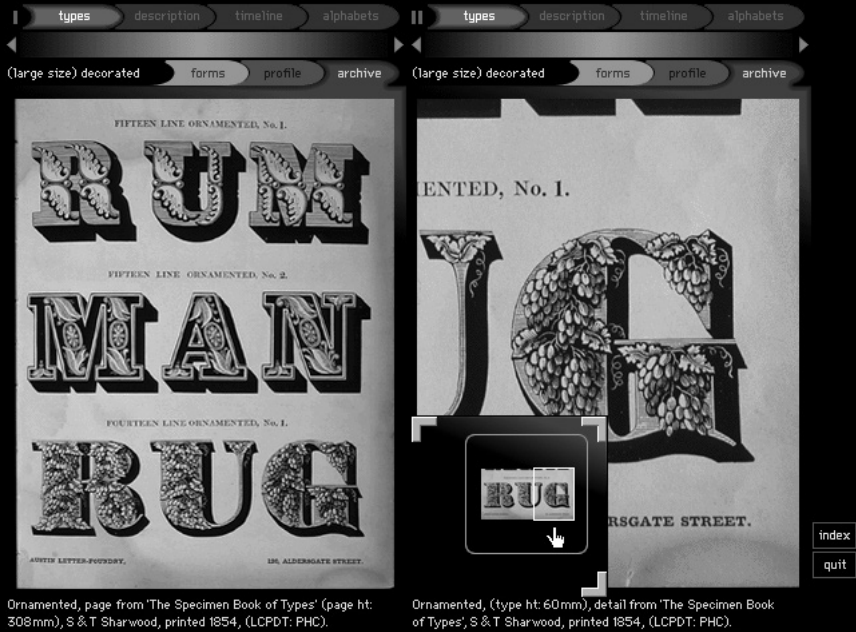 types description timeline alphabets
(large size) decorated forms profile archive
FIFTEEN LINE ORNAMENTED, No. 1.
RUM
FIFTEEN LINE ORNAMENTED, No. 2.
MAN
FOURTEEN LINE ORNAMENTED, No. 1.
RUG
AUSTIN LETTER-FOUNDRY, 130, ALDERSGATE STREET.
Ornamented, page from 'The Specimen Book of Types' (page ht:
308mm), S & T Sharwood, printed 1854, (LCPDT: PHC).
types description timeline alphabets
(large size) decorated forms profile archive
MENTED, No. 1.
UG
RUG
RSGATE STREET.
Ornamented, (type ht: 60mm), detail from 'The Specimen Book
of Types', S & T Sharwood, printed 1854, (LCPDT: PHC).
index
quit